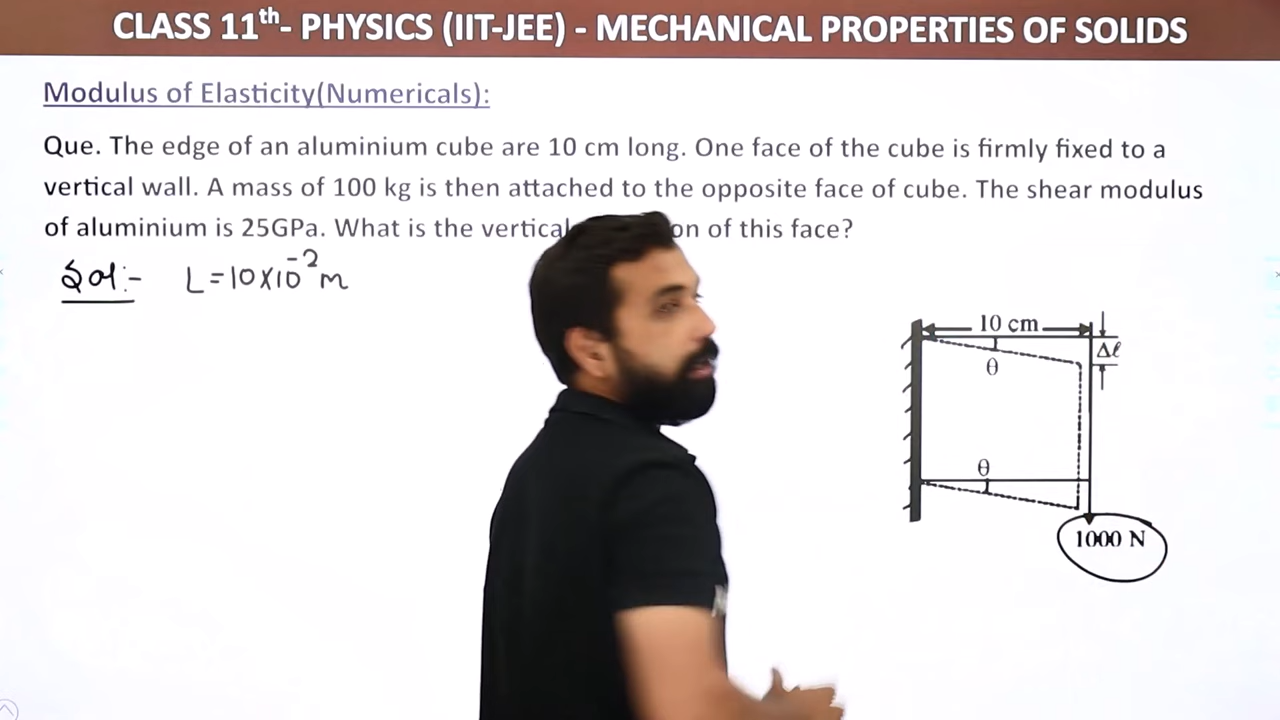 CLASS 11th- PHYSICS (IIT-JEE) - MECHANICAL PROPERTIES OF SOLIDS
Modulus of Elasticity(Numericals):
Que. The edge of an aluminium cube are 10 cm long. One face of the cube is firmly fixed to a
vertical wall. A mass of 100 kg is then attached to the opposite face of cube. The shear modulus
of aluminium is 25GPa. What is the vertical on of this face?
Sol:- L=10x10^-2 m
10 cm
Δℓ
θ
θ
1000 N